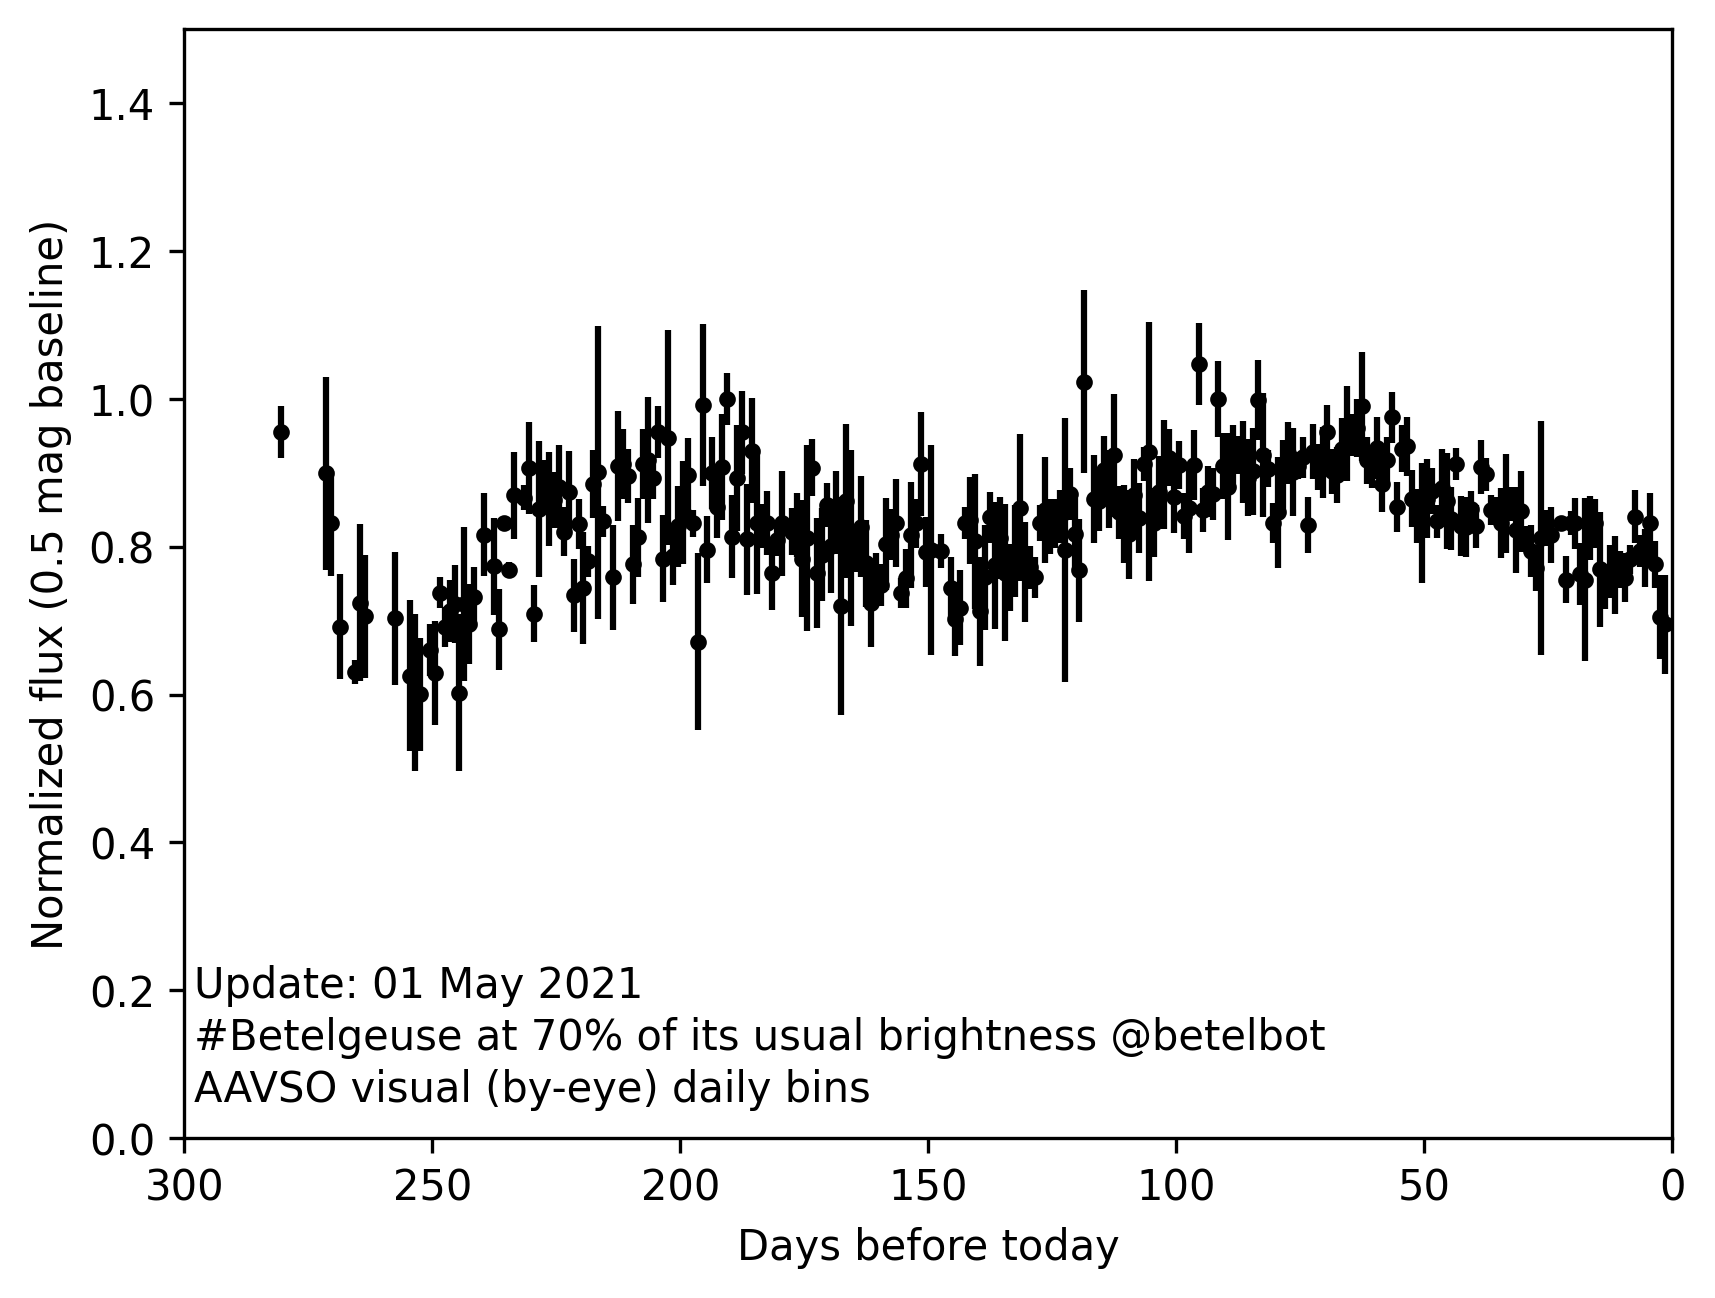 1.4
1.2
1.0
0.8
0.6
0.4
0.2
0.0
Normalized flux (0.5 mag baseline)
Update: 01 May 2021
#Betelgeuse at 70% of its usual brightness @betelbot
AAVSO visual (by-eye) daily bins
300 250 200 150 100 50 0
Days before today